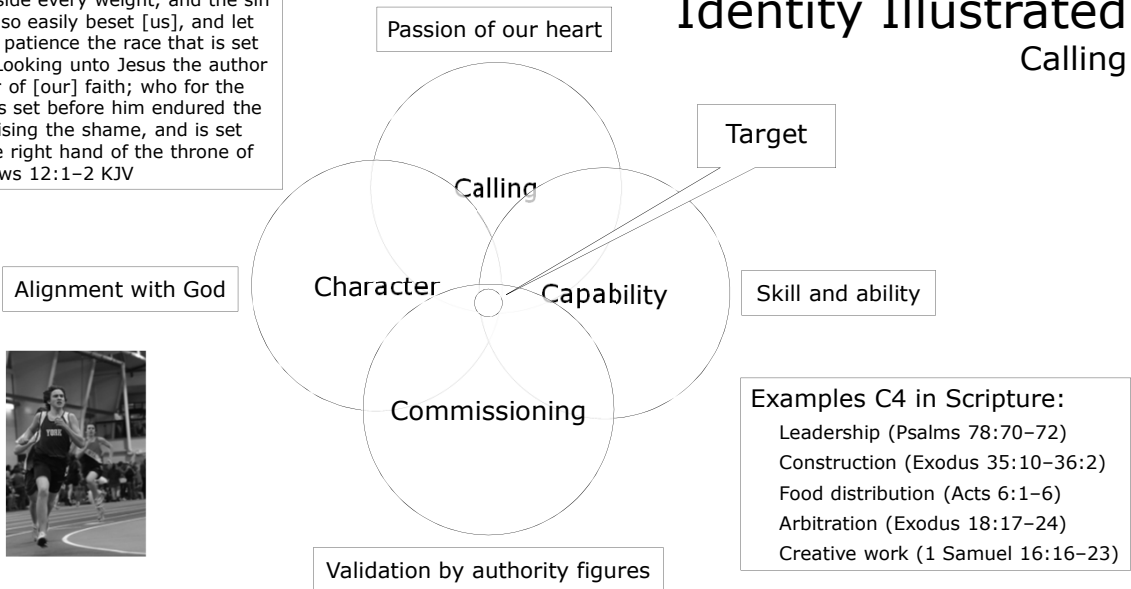 side every weight, and the sin
so easily beset [us], and let
patience the race that is set
Looking unto Jesus the author
of [our] faith; who for the
s set before him endured the
ising the shame, and is set
right hand of the throne of
ws 12:1–2 KJV
Identity Illustrated
Calling
Passion of our heart
Target
Calling
Character
Capability
Commissioning
Alignment with God
Skill and ability
Validation by authority figures
YORK
Examples C4 in Scripture:
Leadership (Psalms 78:70–72)
Construction (Exodus 35:10–36:2)
Food distribution (Acts 6:1–6)
Arbitration (Exodus 18:17–24)
Creative work (1 Samuel 16:16–23)